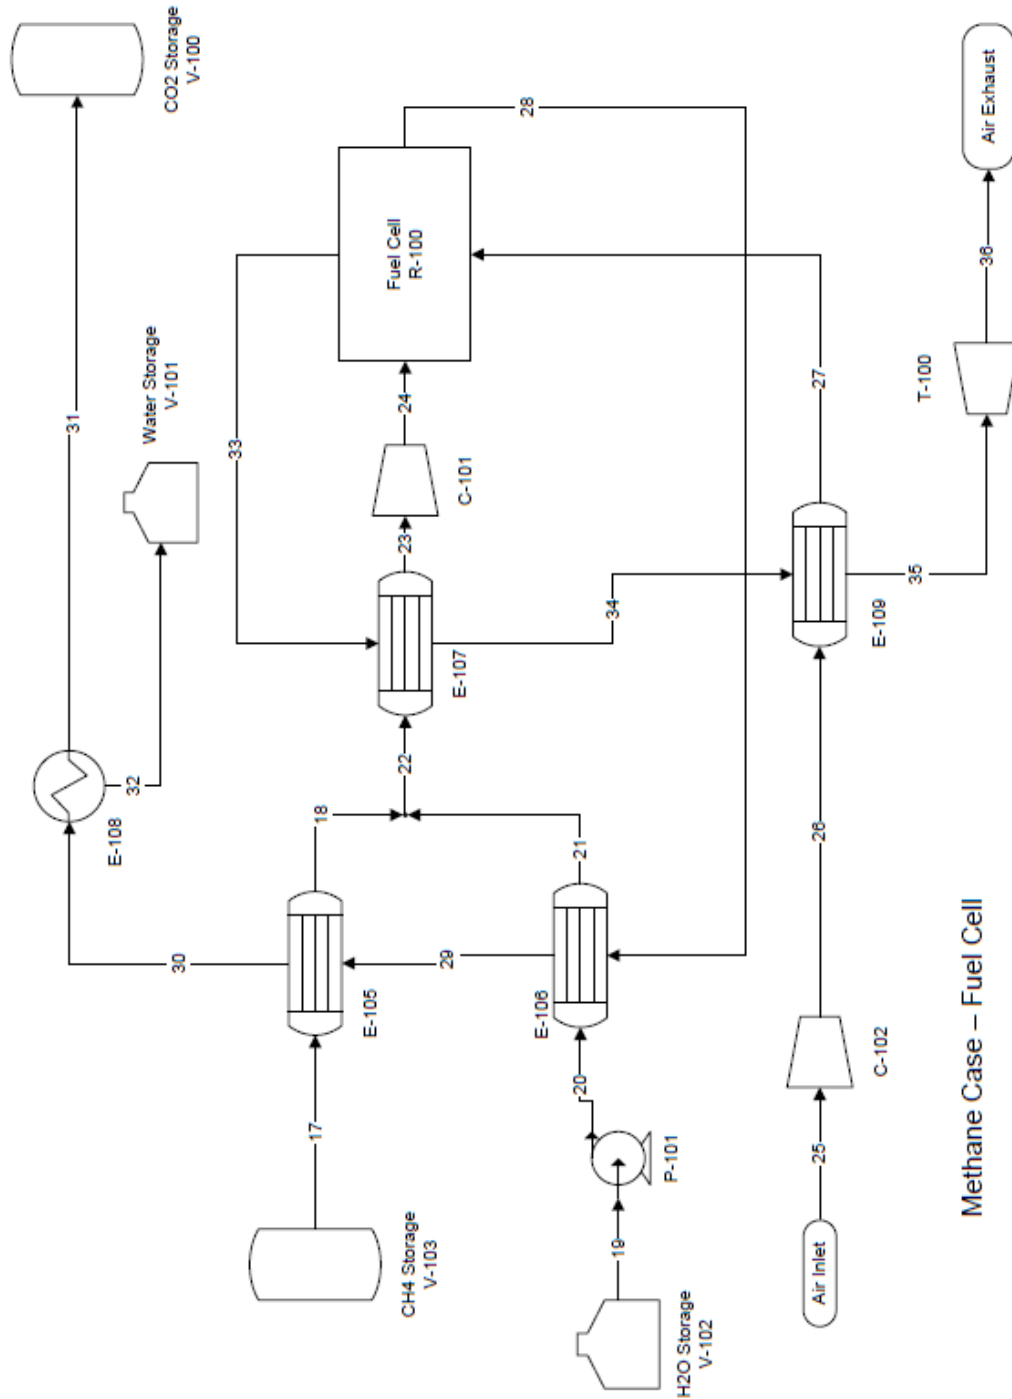 CO2 Storage
V-100
31
Water Storage
V-101
32
E-108
30
28
Fuel Cell
R-100
33
24
C-101
23
E-107
22
18
21
34
29
E-105
E-106
17
CH4 Storage
V-103
20
P-101
19
H2O Storage
V-102
27
E-109
35
T-100
36
Air Exhaust
26
C-102
25
Air Inlet
Methane Case – Fuel Cell